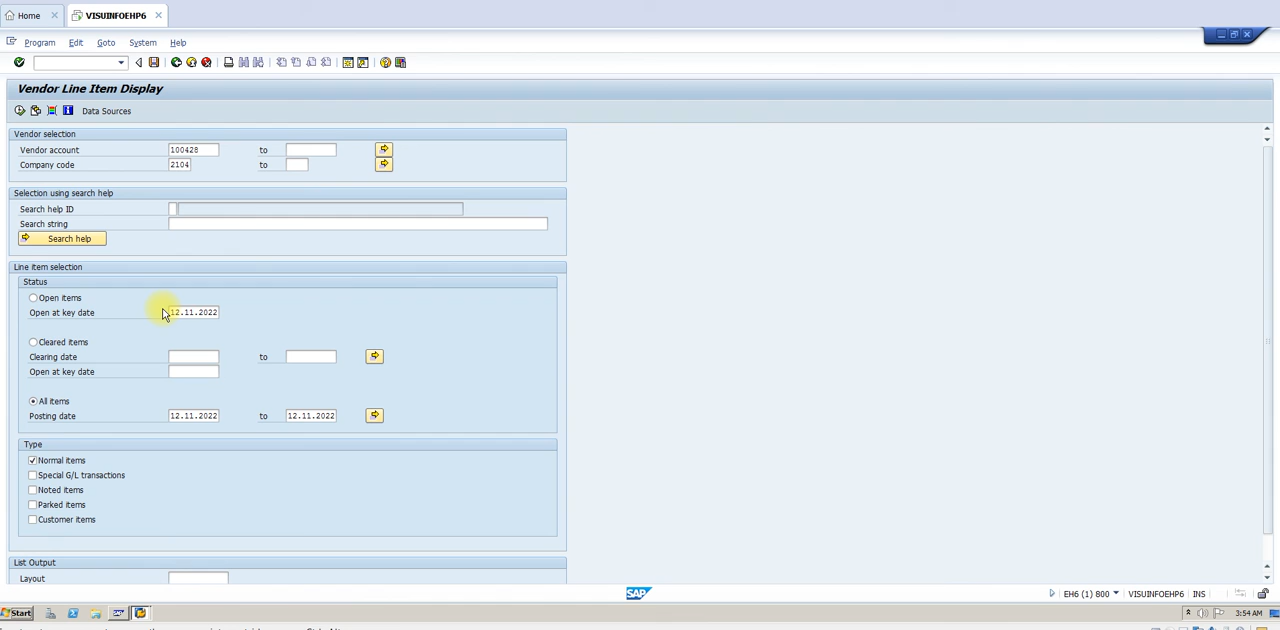 Home
VISUINFOEHP6
Program Edit Goto System Help
Vendor Line Item Display
Data Sources
Vendor selection
Vendor account 100428 to
Company code 2104 to
Selection using search help
Search help ID
Search string
Search help
Line item selection
Status
Open items
Open at key date 12.11.2022
Cleared items
Clearing date to
Open at key date
All items
Posting date 12.11.2022 to 12.11.2022
Type
Normal items
Special G/L transactions
Noted items
Parked items
Customer items
List Output
Layout
SAP
EH6 (1) 800 VISUINFOEHP6 INS
Start
3:54 AM